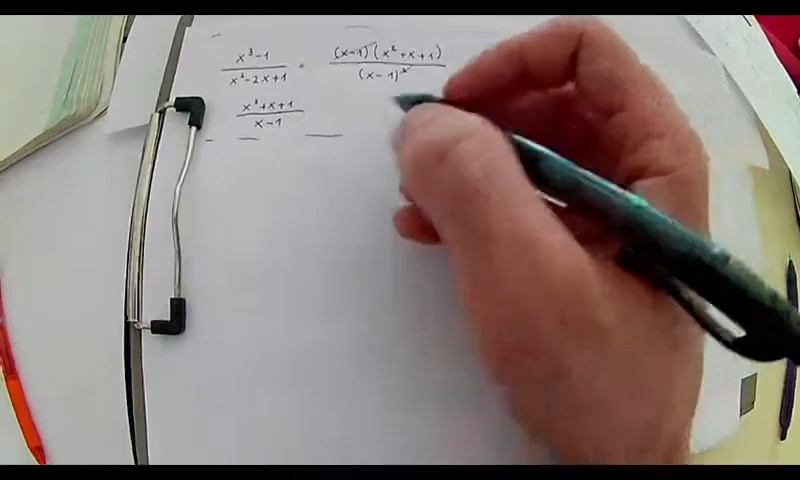 x³-1 / x²-2x+1 = (x-1)(x²+x+1) / (x-1)²
x²+x+1 / x-1